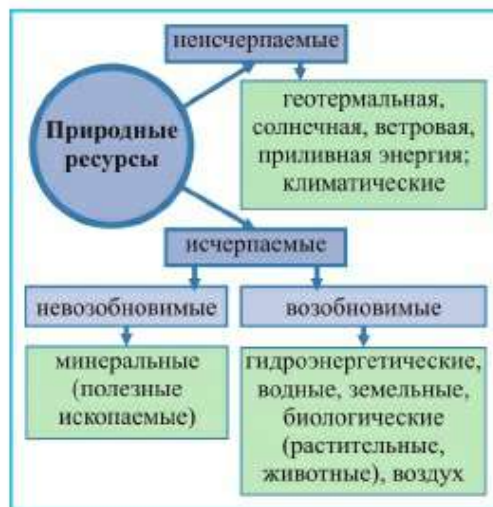 неисчерпаемые
Природные
ресурсы
геотермальная,
солнечная, ветровая,
приливная энергия;
климатические
исчерпаемые
невозобновимые
возобновимые
минеральные
(полезные
ископаемые)
гидроэнергетические,
водные, земельные,
биологические
(растительные,
животные), воздух